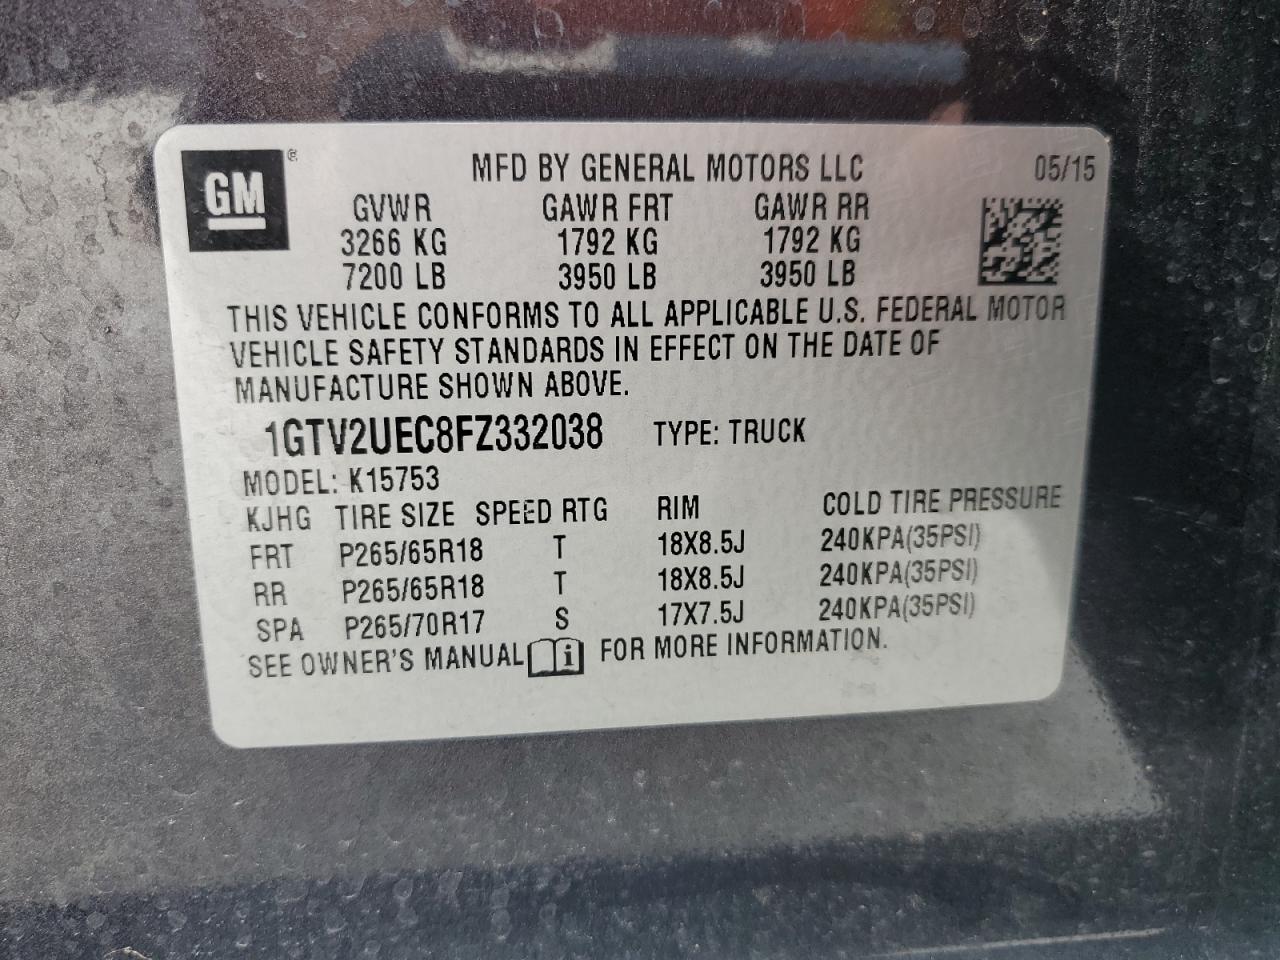 GM ®
MFD BY GENERAL MOTORS LLC 05/15
GVWR GAWR FRT GAWR RR
3266 KG 1792 KG 1792 KG
7200 LB 3950 LB 3950 LB
THIS VEHICLE CONFORMS TO ALL APPLICABLE U.S. FEDERAL MOTOR
VEHICLE SAFETY STANDARDS IN EFFECT ON THE DATE OF
MANUFACTURE SHOWN ABOVE.
1GTV2UEC8FZ332038 TYPE: TRUCK
MODEL: K15753
KJHG TIRE SIZE SPEED RTG RIM COLD TIRE PRESSURE
FRT P265/65R18 T 18X8.5J 240KPA(35PSI)
RR P265/65R18 T 18X8.5J 240KPA(35PSI)
SPA P265/70R17 S 17X7.5J 240KPA(35PSI)
SEE OWNER'S MANUAL i FOR MORE INFORMATION.